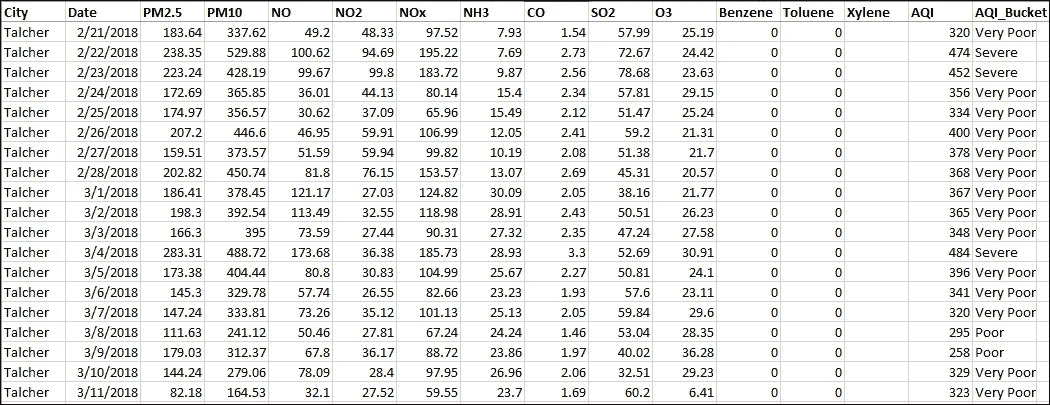 City Date PM2.5 PM10 NO NO2 NOx NH3 CO SO2 O3 Benzene Toluene Xylene AQI AQI_Bucket
Talcher 2/21/2018 183.64 337.62 49.2 48.33 97.52 7.93 1.54 57.99 25.19 0 0 320 Very Poor
Talcher 2/22/2018 238.35 529.88 100.62 94.69 195.22 7.69 2.73 72.67 24.42 0 0 474 Severe
Talcher 2/23/2018 223.24 428.19 99.67 99.8 183.72 9.87 2.56 78.68 23.63 0 0 452 Severe
Talcher 2/24/2018 172.69 365.85 36.01 44.13 80.14 15.4 2.34 57.81 29.15 0 0 356 Very Poor
Talcher 2/25/2018 174.97 356.57 30.62 37.09 65.96 15.49 2.12 51.47 25.24 0 0 334 Very Poor
Talcher 2/26/2018 207.2 446.6 46.95 59.91 106.99 12.05 2.41 59.2 21.31 0 0 400 Very Poor
Talcher 2/27/2018 159.51 373.57 51.59 59.94 99.82 10.19 2.08 51.38 21.7 0 0 378 Very Poor
Talcher 2/28/2018 202.82 450.74 81.8 76.15 153.57 13.07 2.69 45.31 20.57 0 0 368 Very Poor
Talcher 3/1/2018 186.41 378.45 121.17 27.03 124.82 30.09 2.05 38.16 21.77 0 0 367 Very Poor
Talcher 3/2/2018 198.3 392.54 113.49 32.55 118.98 28.91 2.43 50.51 26.23 0 0 365 Very Poor
Talcher 3/3/2018 166.3 395 73.59 27.44 90.31 27.32 2.35 47.24 27.58 0 0 348 Very Poor
Talcher 3/4/2018 283.31 488.72 173.68 36.38 185.73 28.93 3.3 52.69 30.91 0 0 484 Severe
Talcher 3/5/2018 173.38 404.44 80.8 30.83 104.99 25.67 2.27 50.81 24.1 0 0 396 Very Poor
Talcher 3/6/2018 145.3 329.78 57.74 26.55 82.66 23.23 1.93 57.6 23.11 0 0 341 Very Poor
Talcher 3/7/2018 147.24 333.81 73.26 35.12 101.13 25.13 2.05 59.84 29.6 0 0 320 Very Poor
Talcher 3/8/2018 111.63 241.12 50.46 27.81 67.24 24.24 1.46 53.04 28.35 0 0 295 Poor
Talcher 3/9/2018 179.03 312.37 67.8 36.17 88.72 23.86 1.97 40.02 36.28 0 0 258 Poor
Talcher 3/10/2018 144.24 279.06 78.09 28.4 97.95 26.96 2.06 32.51 29.23 0 0 329 Very Poor
Talcher 3/11/2018 82.18 164.53 32.1 27.52 59.55 23.7 1.69 60.2 6.41 0 0 323 Very Poor